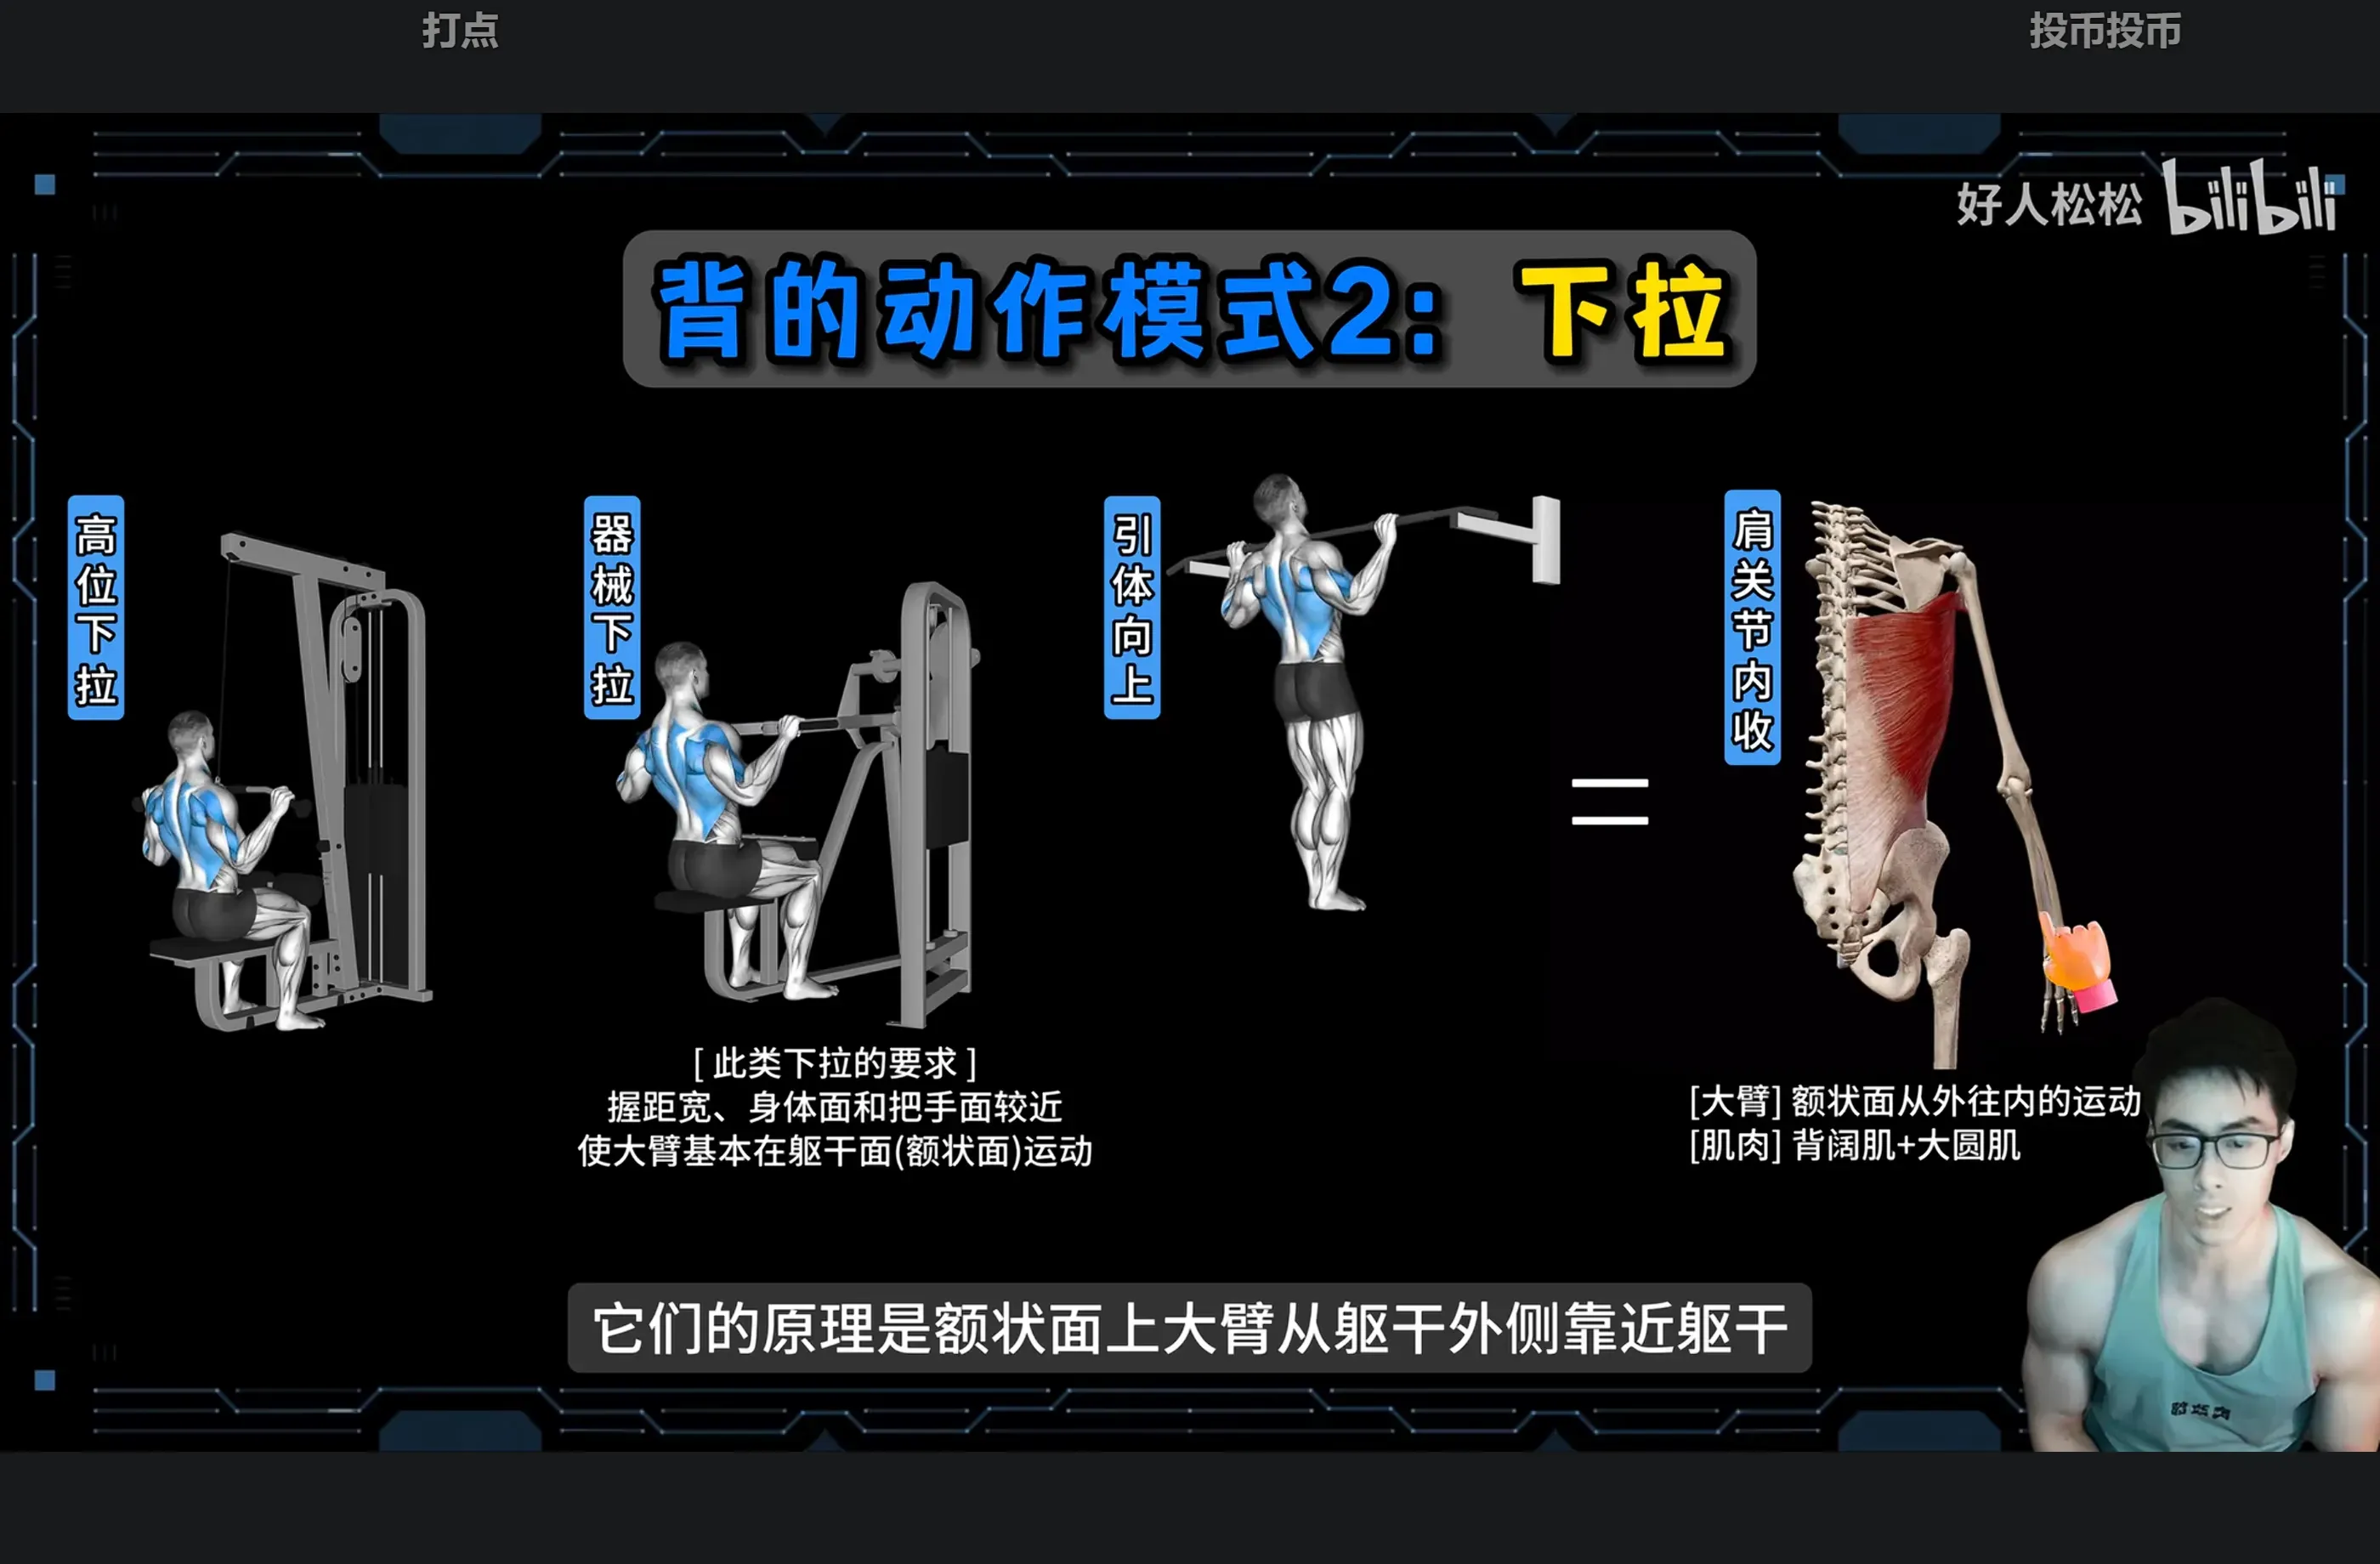 打点
投币投币
好人松松 bilibili
背的动作模式2：下拉
高位下拉
器械下拉
引体向上
肩关节内收
[ 此类下拉的要求 ]
握距宽、身体面和把手面较近
使大臂基本在躯干面(额状面)运动
[大臂] 额状面从外往内的运动
[肌肉] 背阔肌+大圆肌
它们的原理是额状面上大臂从躯干外侧靠近躯干